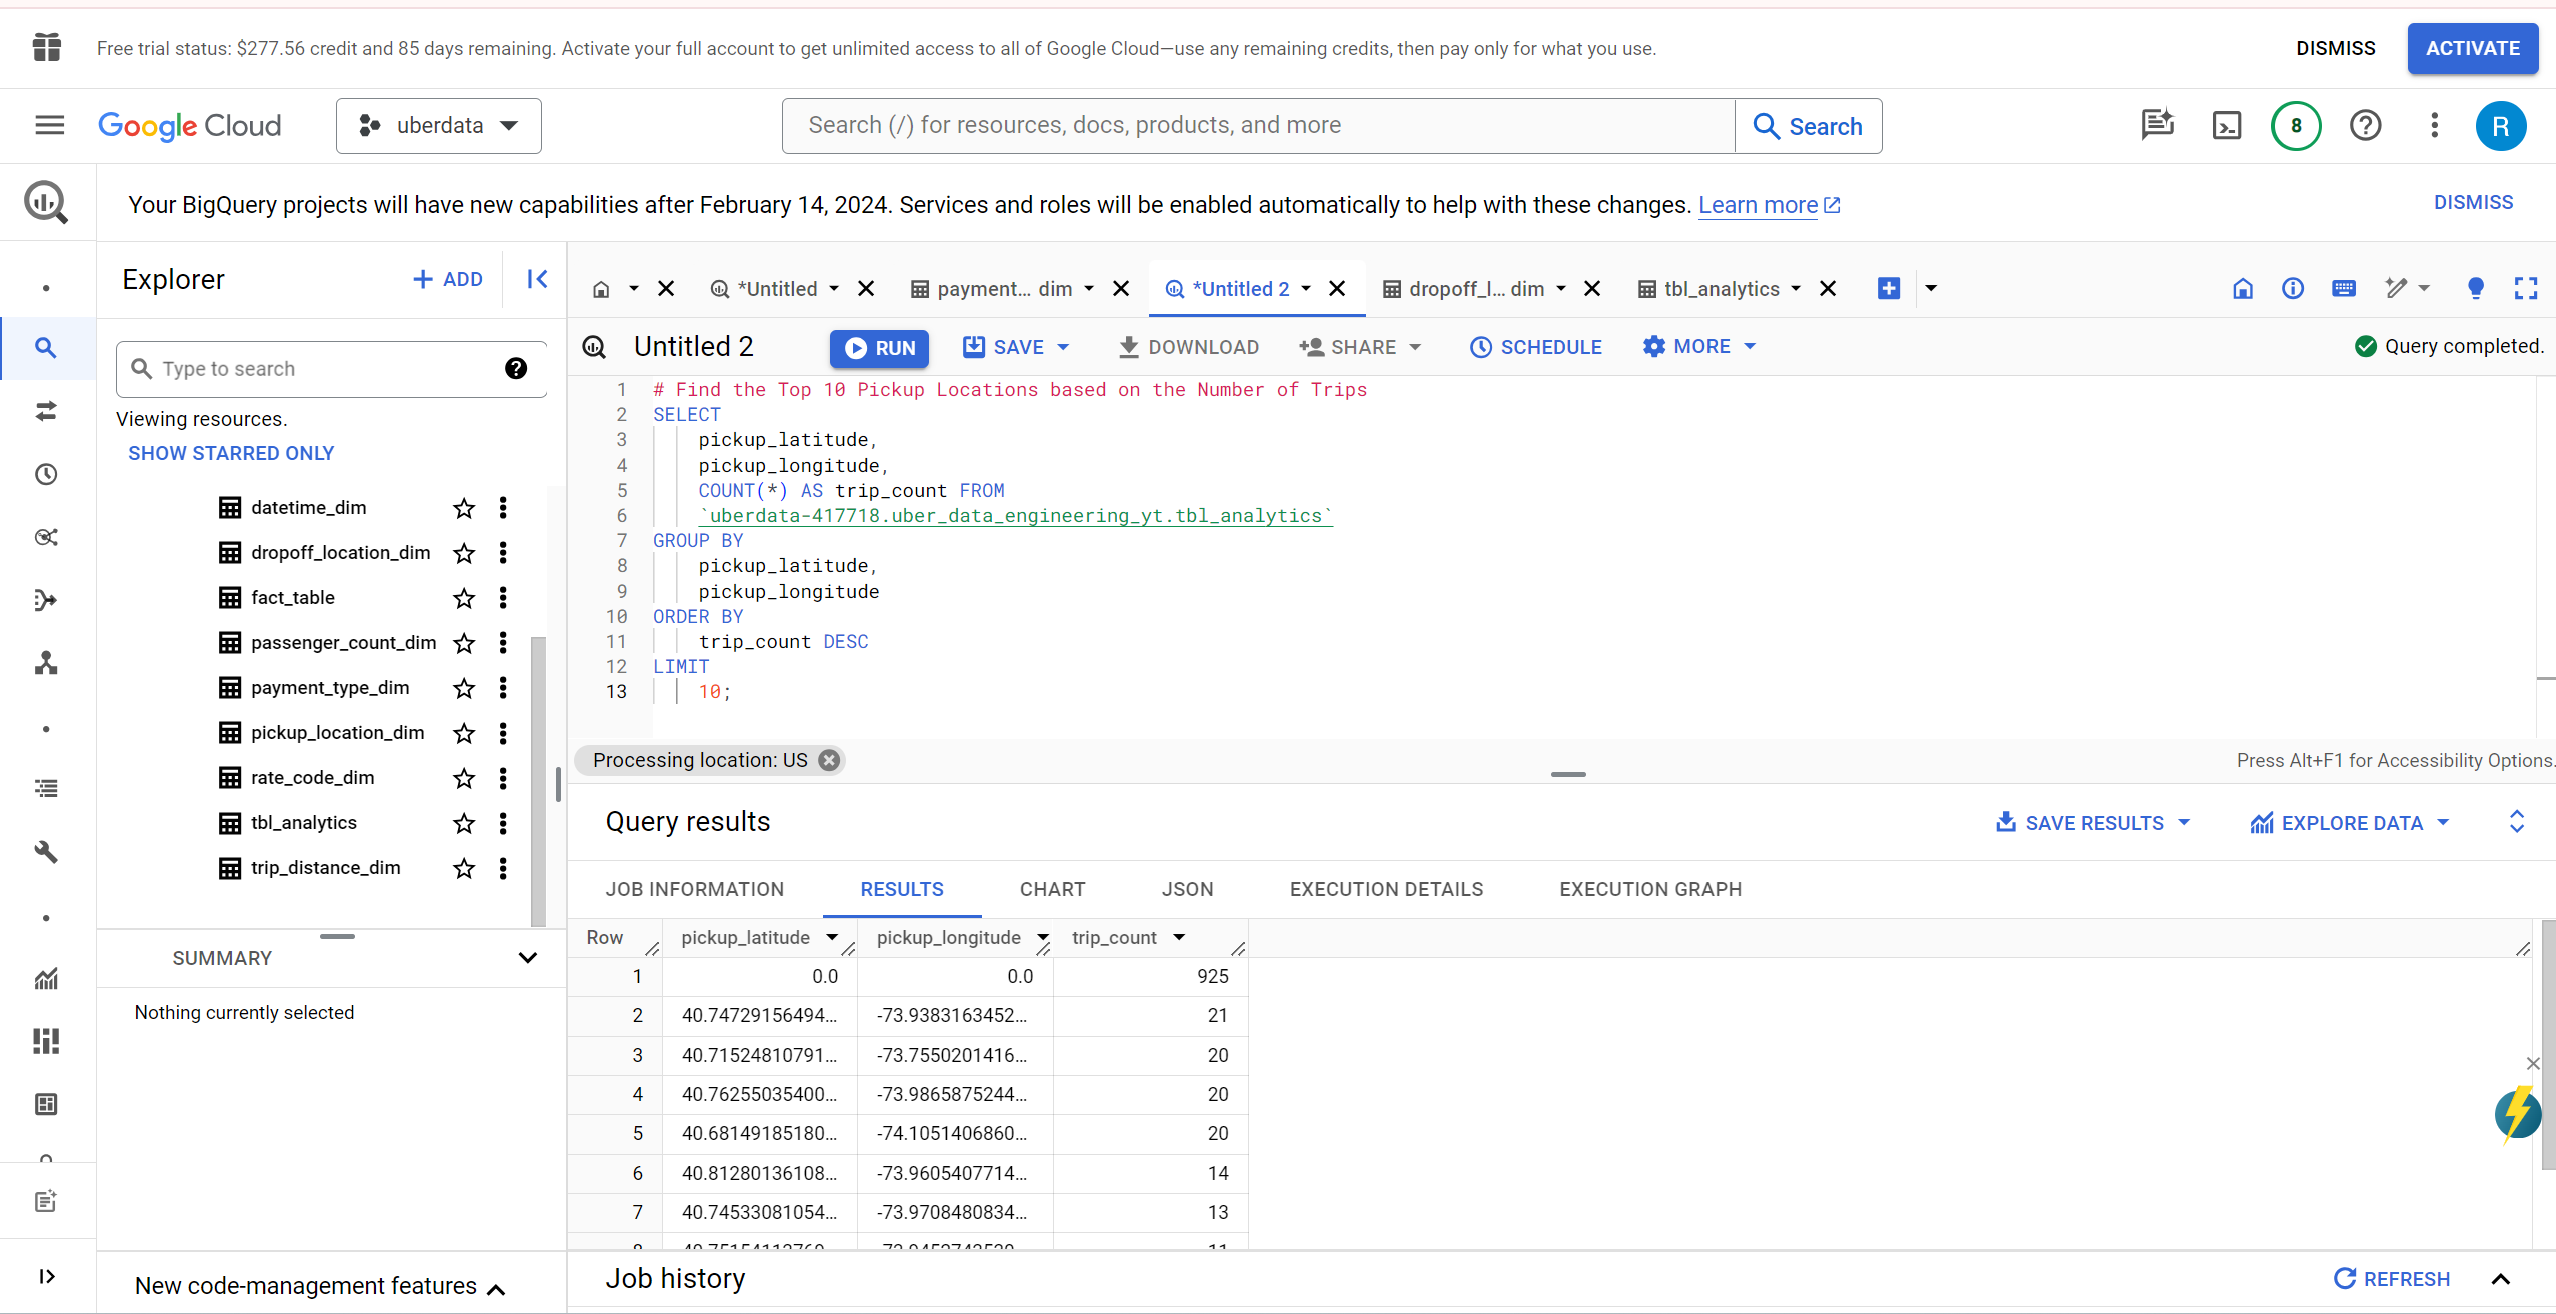 Free trial status: $277.56 credit and 85 days remaining. Activate your full account to get unlimited access to all of Google Cloud—use any remaining credits, then pay only for what you use.
DISMISS
ACTIVATE
Google Cloud
uberdata
Search (/) for resources, docs, products, and more
Search
8
R
Your BigQuery projects will have new capabilities after February 14, 2024. Services and roles will be enabled automatically to help with these changes. Learn more
DISMISS
Explorer
ADD
Type to search
Viewing resources.
SHOW STARRED ONLY
datetime_dim
dropoff_location_dim
fact_table
passenger_count_dim
payment_type_dim
pickup_location_dim
rate_code_dim
tbl_analytics
trip_distance_dim
SUMMARY
Nothing currently selected
New code-management features
*Untitled
payment... dim
*Untitled 2
dropoff_l... dim
tbl_analytics
Untitled 2
RUN
SAVE
DOWNLOAD
SHARE
SCHEDULE
MORE
Query completed.
1 # Find the Top 10 Pickup Locations based on the Number of Trips
2 SELECT
3 pickup_latitude,
4 pickup_longitude,
5 COUNT(*) AS trip_count FROM
6 `uberdata-417718.uber_data_engineering_yt.tbl_analytics`
7 GROUP BY
8 pickup_latitude,
9 pickup_longitude
10 ORDER BY
11 trip_count DESC
12 LIMIT
13 10;
Processing location: US
Press Alt+F1 for Accessibility Options.
Query results
SAVE RESULTS
EXPLORE DATA
JOB INFORMATION
RESULTS
CHART
JSON
EXECUTION DETAILS
EXECUTION GRAPH
Row pickup_latitude pickup_longitude trip_count
1 0.0 0.0 925
2 40.74729156494... -73.9383163452... 21
3 40.71524810791... -73.7550201416... 20
4 40.76255035400... -73.9865875244... 20
5 40.68149185180... -74.1051406860... 20
6 40.81280136108... -73.9605407714... 14
7 40.74533081054... -73.9708480834... 13
Job history
REFRESH